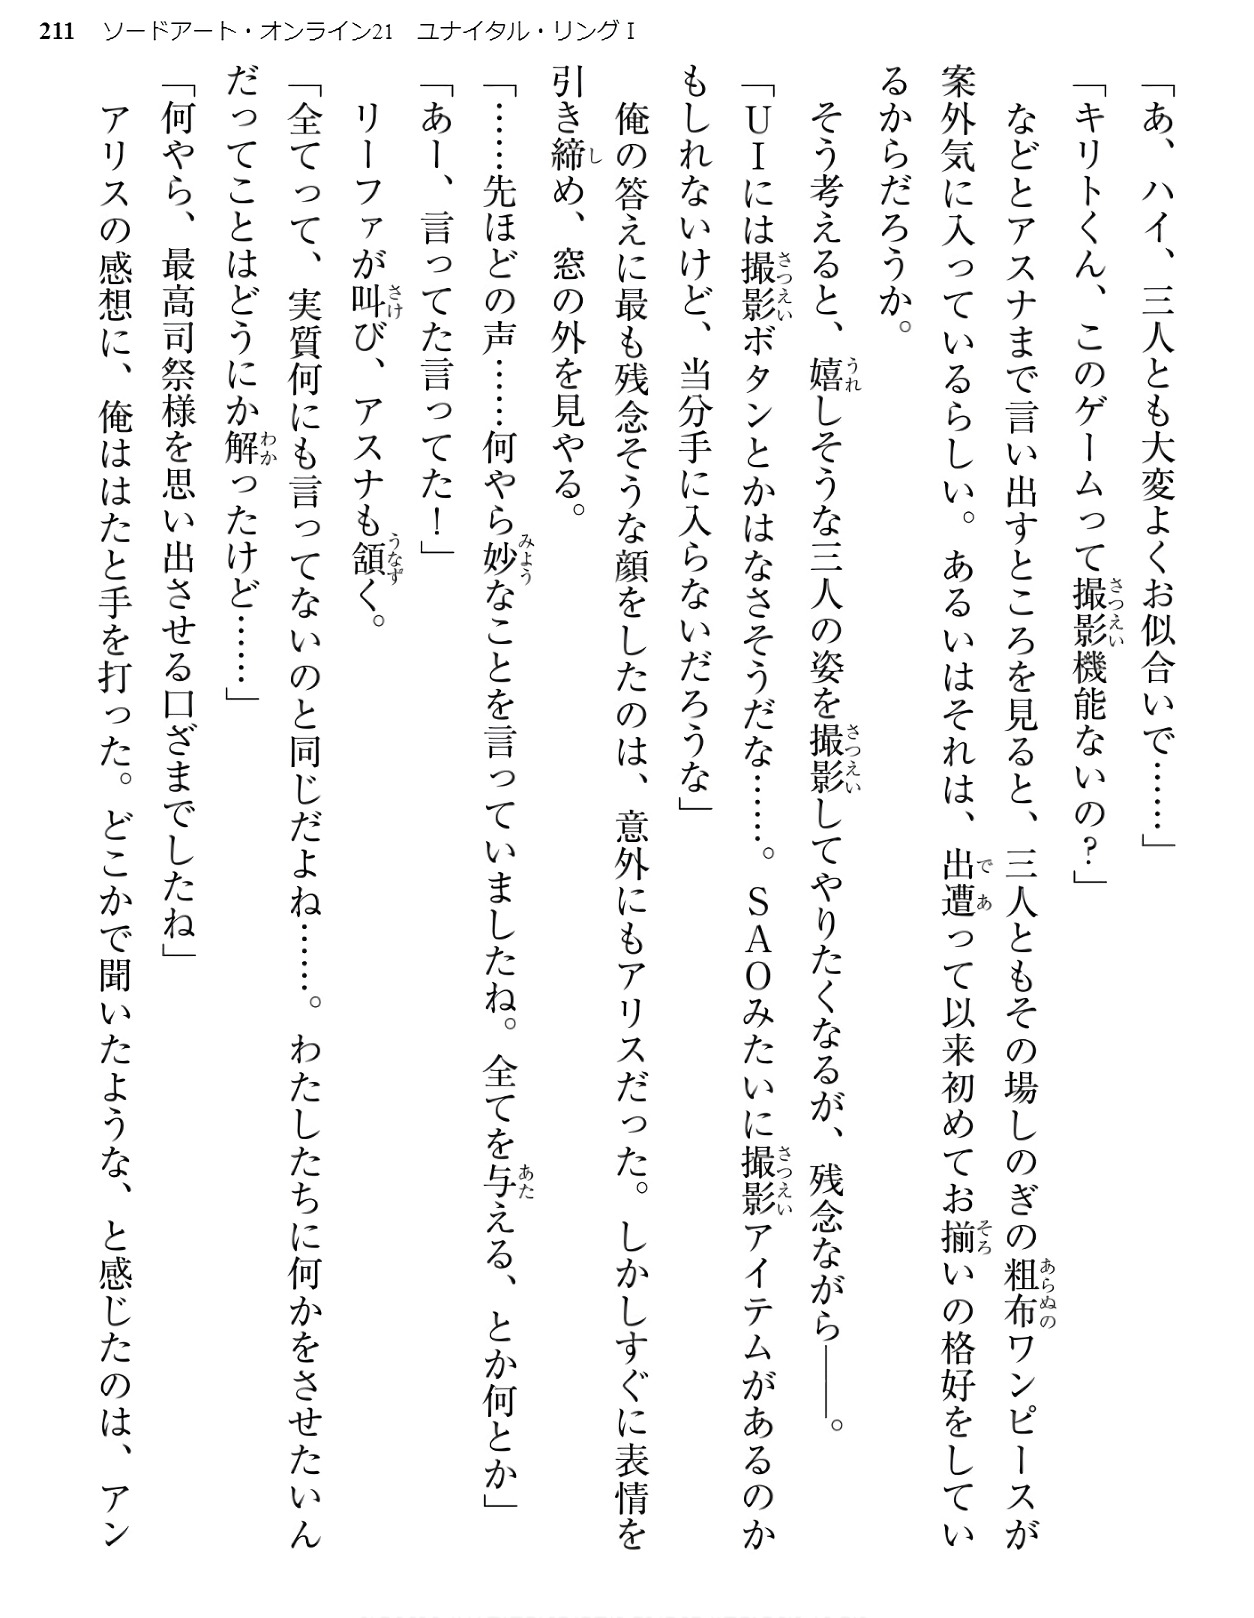 211 ソードアート・オンライン21 ユナイタル・リングⅠ
「あ、ハイ、三人とも大変よくお似合いで……」
「キリトくん、このゲームって撮影機能ないの？」
　などとアスナまで言い出すところを見ると、三人ともその場しのぎの粗布ワンピースが
案外気に入っているらしい。あるいはそれは、出遭って以来初めてお揃いの格好をしてい
るからだろうか。
　そう考えると、嬉しそうな三人の姿を撮影してやりたくなるが、残念ながら――。
「ＵＩには撮影ボタンとかはなさそうだな……。ＳＡＯみたいに撮影アイテムがあるのか
もしれないけど、当分手に入らないだろうな」
　俺の答えに最も残念そうな顔をしたのは、意外にもアリスだった。しかしすぐに表情を
引き締め、窓の外を見やる。
「……先ほどの声……何やら妙なことを言っていましたね。全てを与える、とか何とか」
「あー、言ってた言ってた！」
　リーファが叫び、アスナも頷く。
「全てって、実質何にも言ってないのと同じだよね……。わたしたちに何かをさせたいん
だってことはどうにか解ったけど……」
「何やら、最高司祭様を思い出させる口ざまでしたね」
　アリスの感想に、俺ははたと手を打った。どこかで聞いたような、と感じたのは、アン